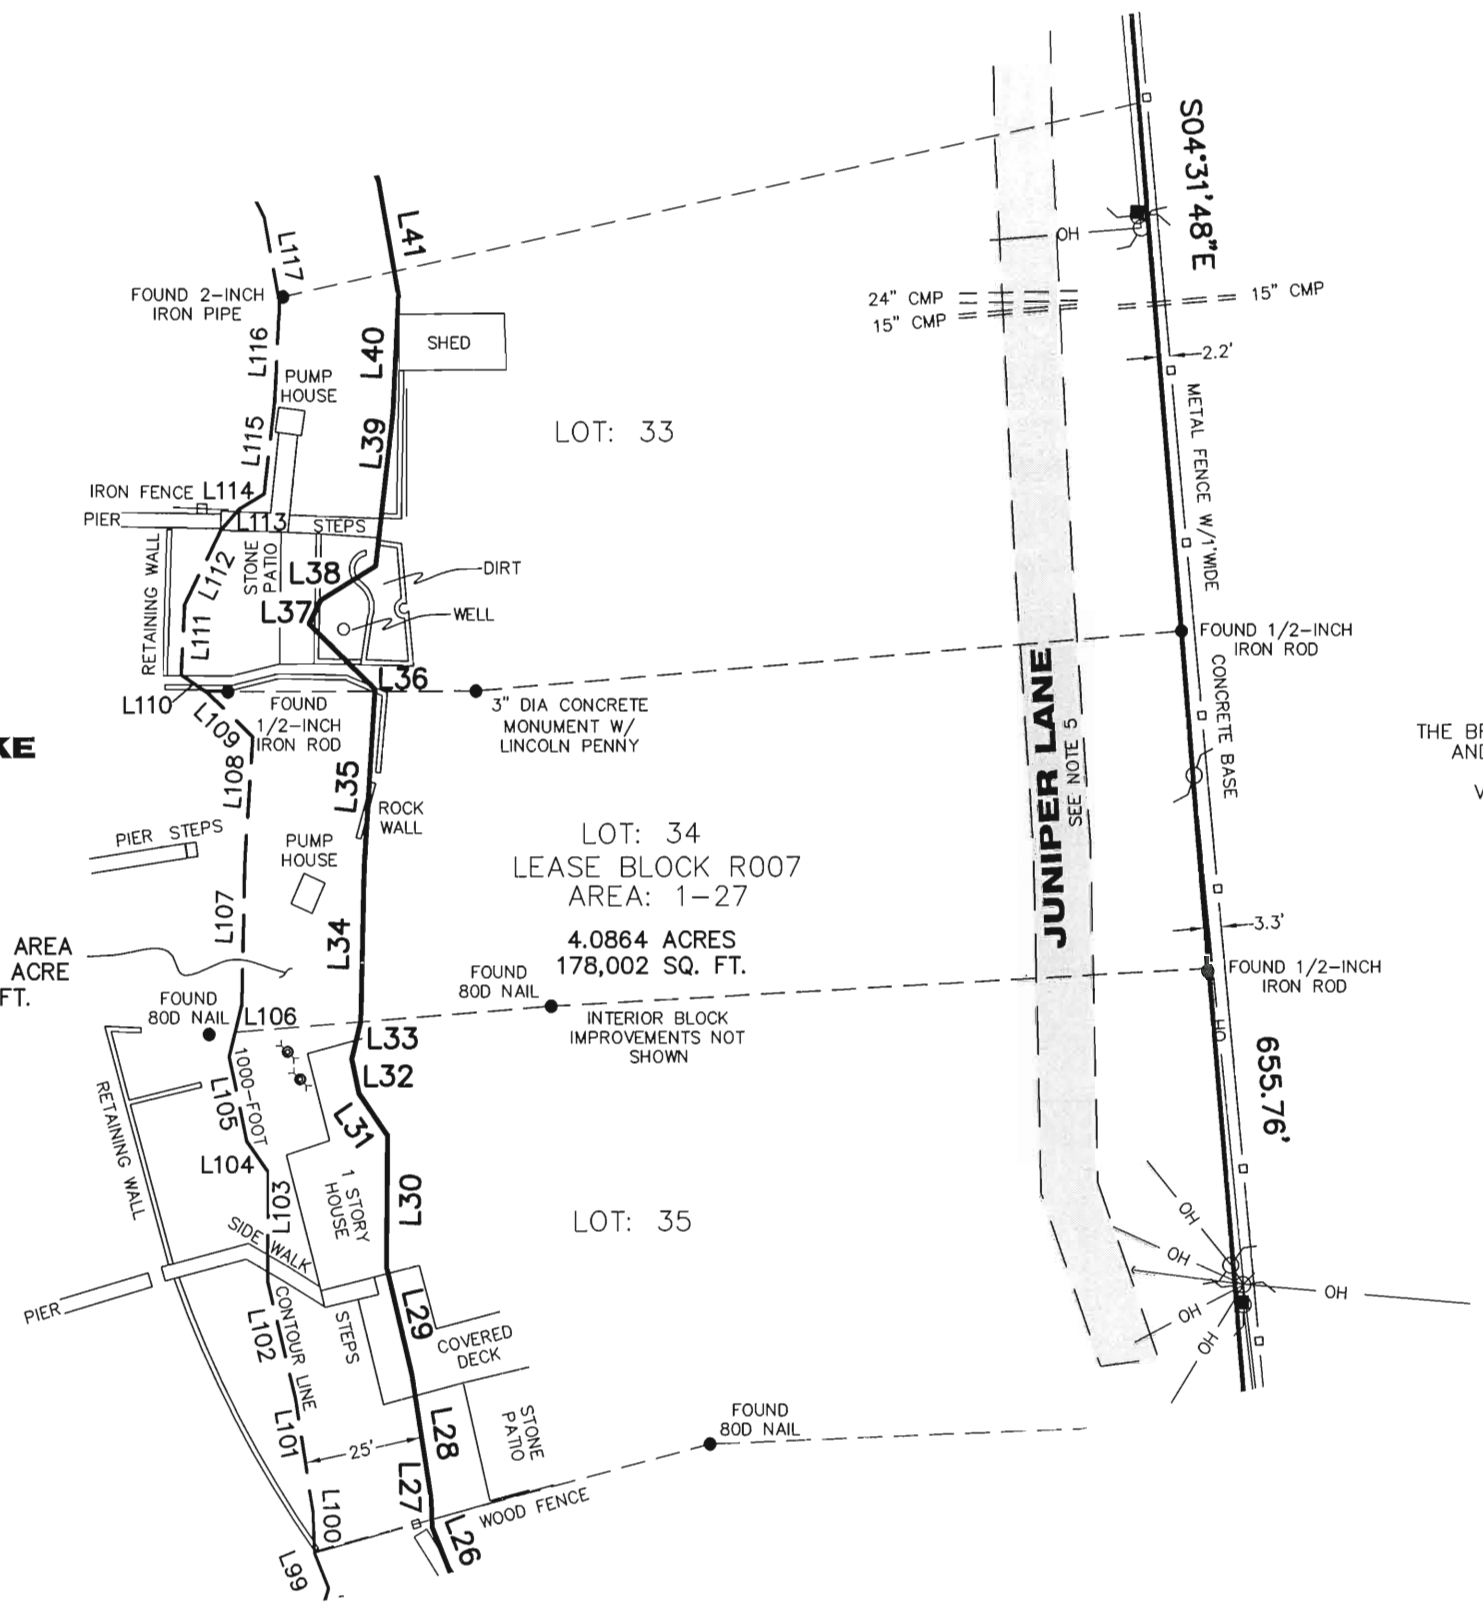 S04°31'48"E
L41
L117
FOUND 2-INCH
IRON PIPE
OH
24" CMP
15" CMP
15" CMP
L116
L40
SHED
2.2'
PUMP
HOUSE
METAL FENCE W/1'WIDE
CONCRETE BASE
L115
L39
LOT: 33
IRON FENCE
L114
PIER
L113
STEPS
RETAINING WALL
L112
STONE
PATIO
L38
DIRT
L37
WELL
L111
FOUND 1/2-INCH
IRON ROD
L36
L110
L109
FOUND
1/2-INCH
IRON ROD
3" DIA CONCRETE
MONUMENT W/
LINCOLN PENNY
JUNIPER LANE
SEE NOTE 5
KE
THE BR
AND
V
L108
L35
ROCK
WALL
PIER
STEPS
PUMP
HOUSE
LOT: 34
LEASE BLOCK R007
AREA: 1-27
4.0864 ACRES
178,002 SQ. FT.
L107
L34
AREA
ACRE
FT.
3.3'
FOUND
80D NAIL
FOUND 1/2-INCH
IRON ROD
FOUND
80D NAIL
L106
INTERIOR BLOCK
IMPROVEMENTS NOT
SHOWN
OH
L33
L32
655.76'
1000-FOOT
CONTOUR LINE
L105
RETAINING WALL
L31
L104
L103
1 STORY
HOUSE
L30
LOT: 35
SIDE WALK
OH
OH
OH
OH
OH
PIER
L102
STEPS
L29
COVERED
DECK
L101
25'
L28
STONE
PATIO
FOUND
80D NAIL
L27
L100
WOOD FENCE
L26
L99